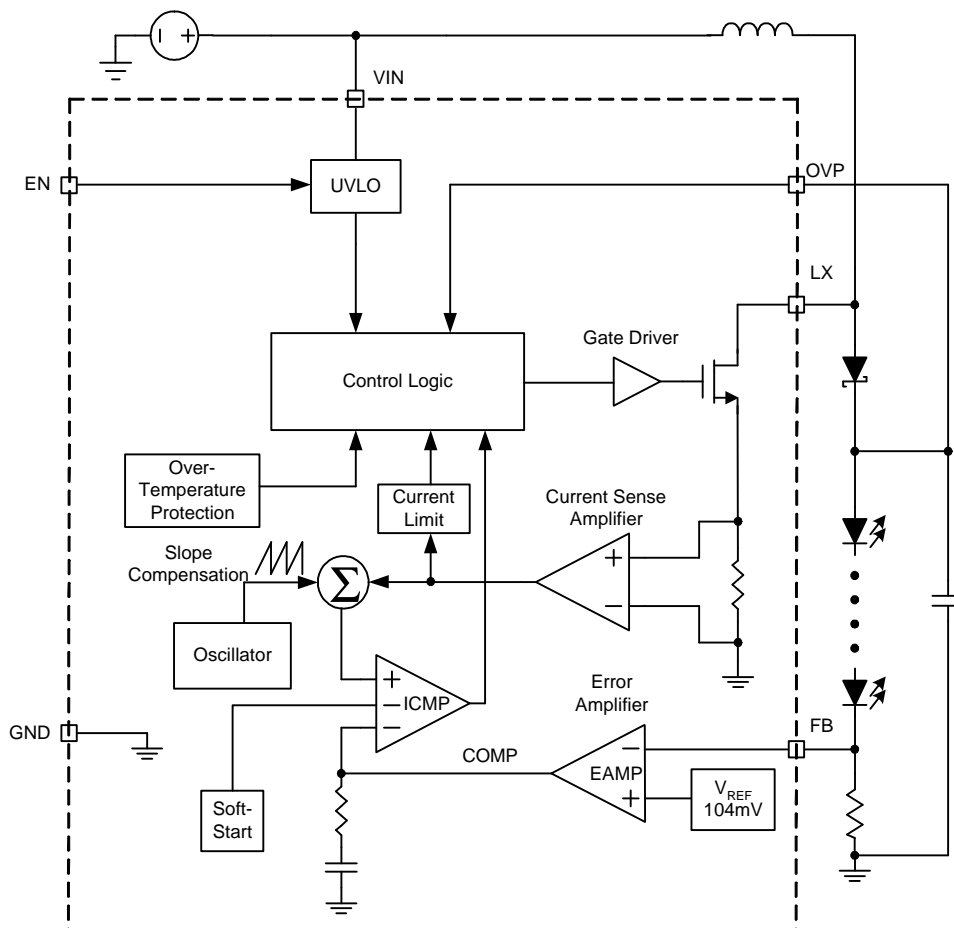 VIN
EN
UVLO
OVP
LX
Gate Driver
Control Logic
Over-
Temperature
Protection
Current
Limit
Current Sense
Amplifier
Slope
Compensation
Σ
+
−
Oscillator
+
−
−
ICMP
Error
Amplifier
GND
FB
COMP
−
EAMP
+
VREF
104mV
Soft-
Start